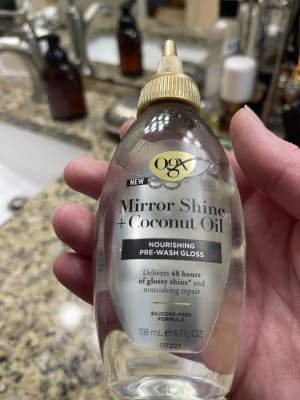 ogx
NEW
Mirror Shine
+ Coconut Oil
NOURISHING
PRE-WASH GLOSS
Delivers 48 hours
of glossy shine* and
nourishing repair
SILICONE-FREE
FORMULA
118 mL e 4 FL OZ
117207